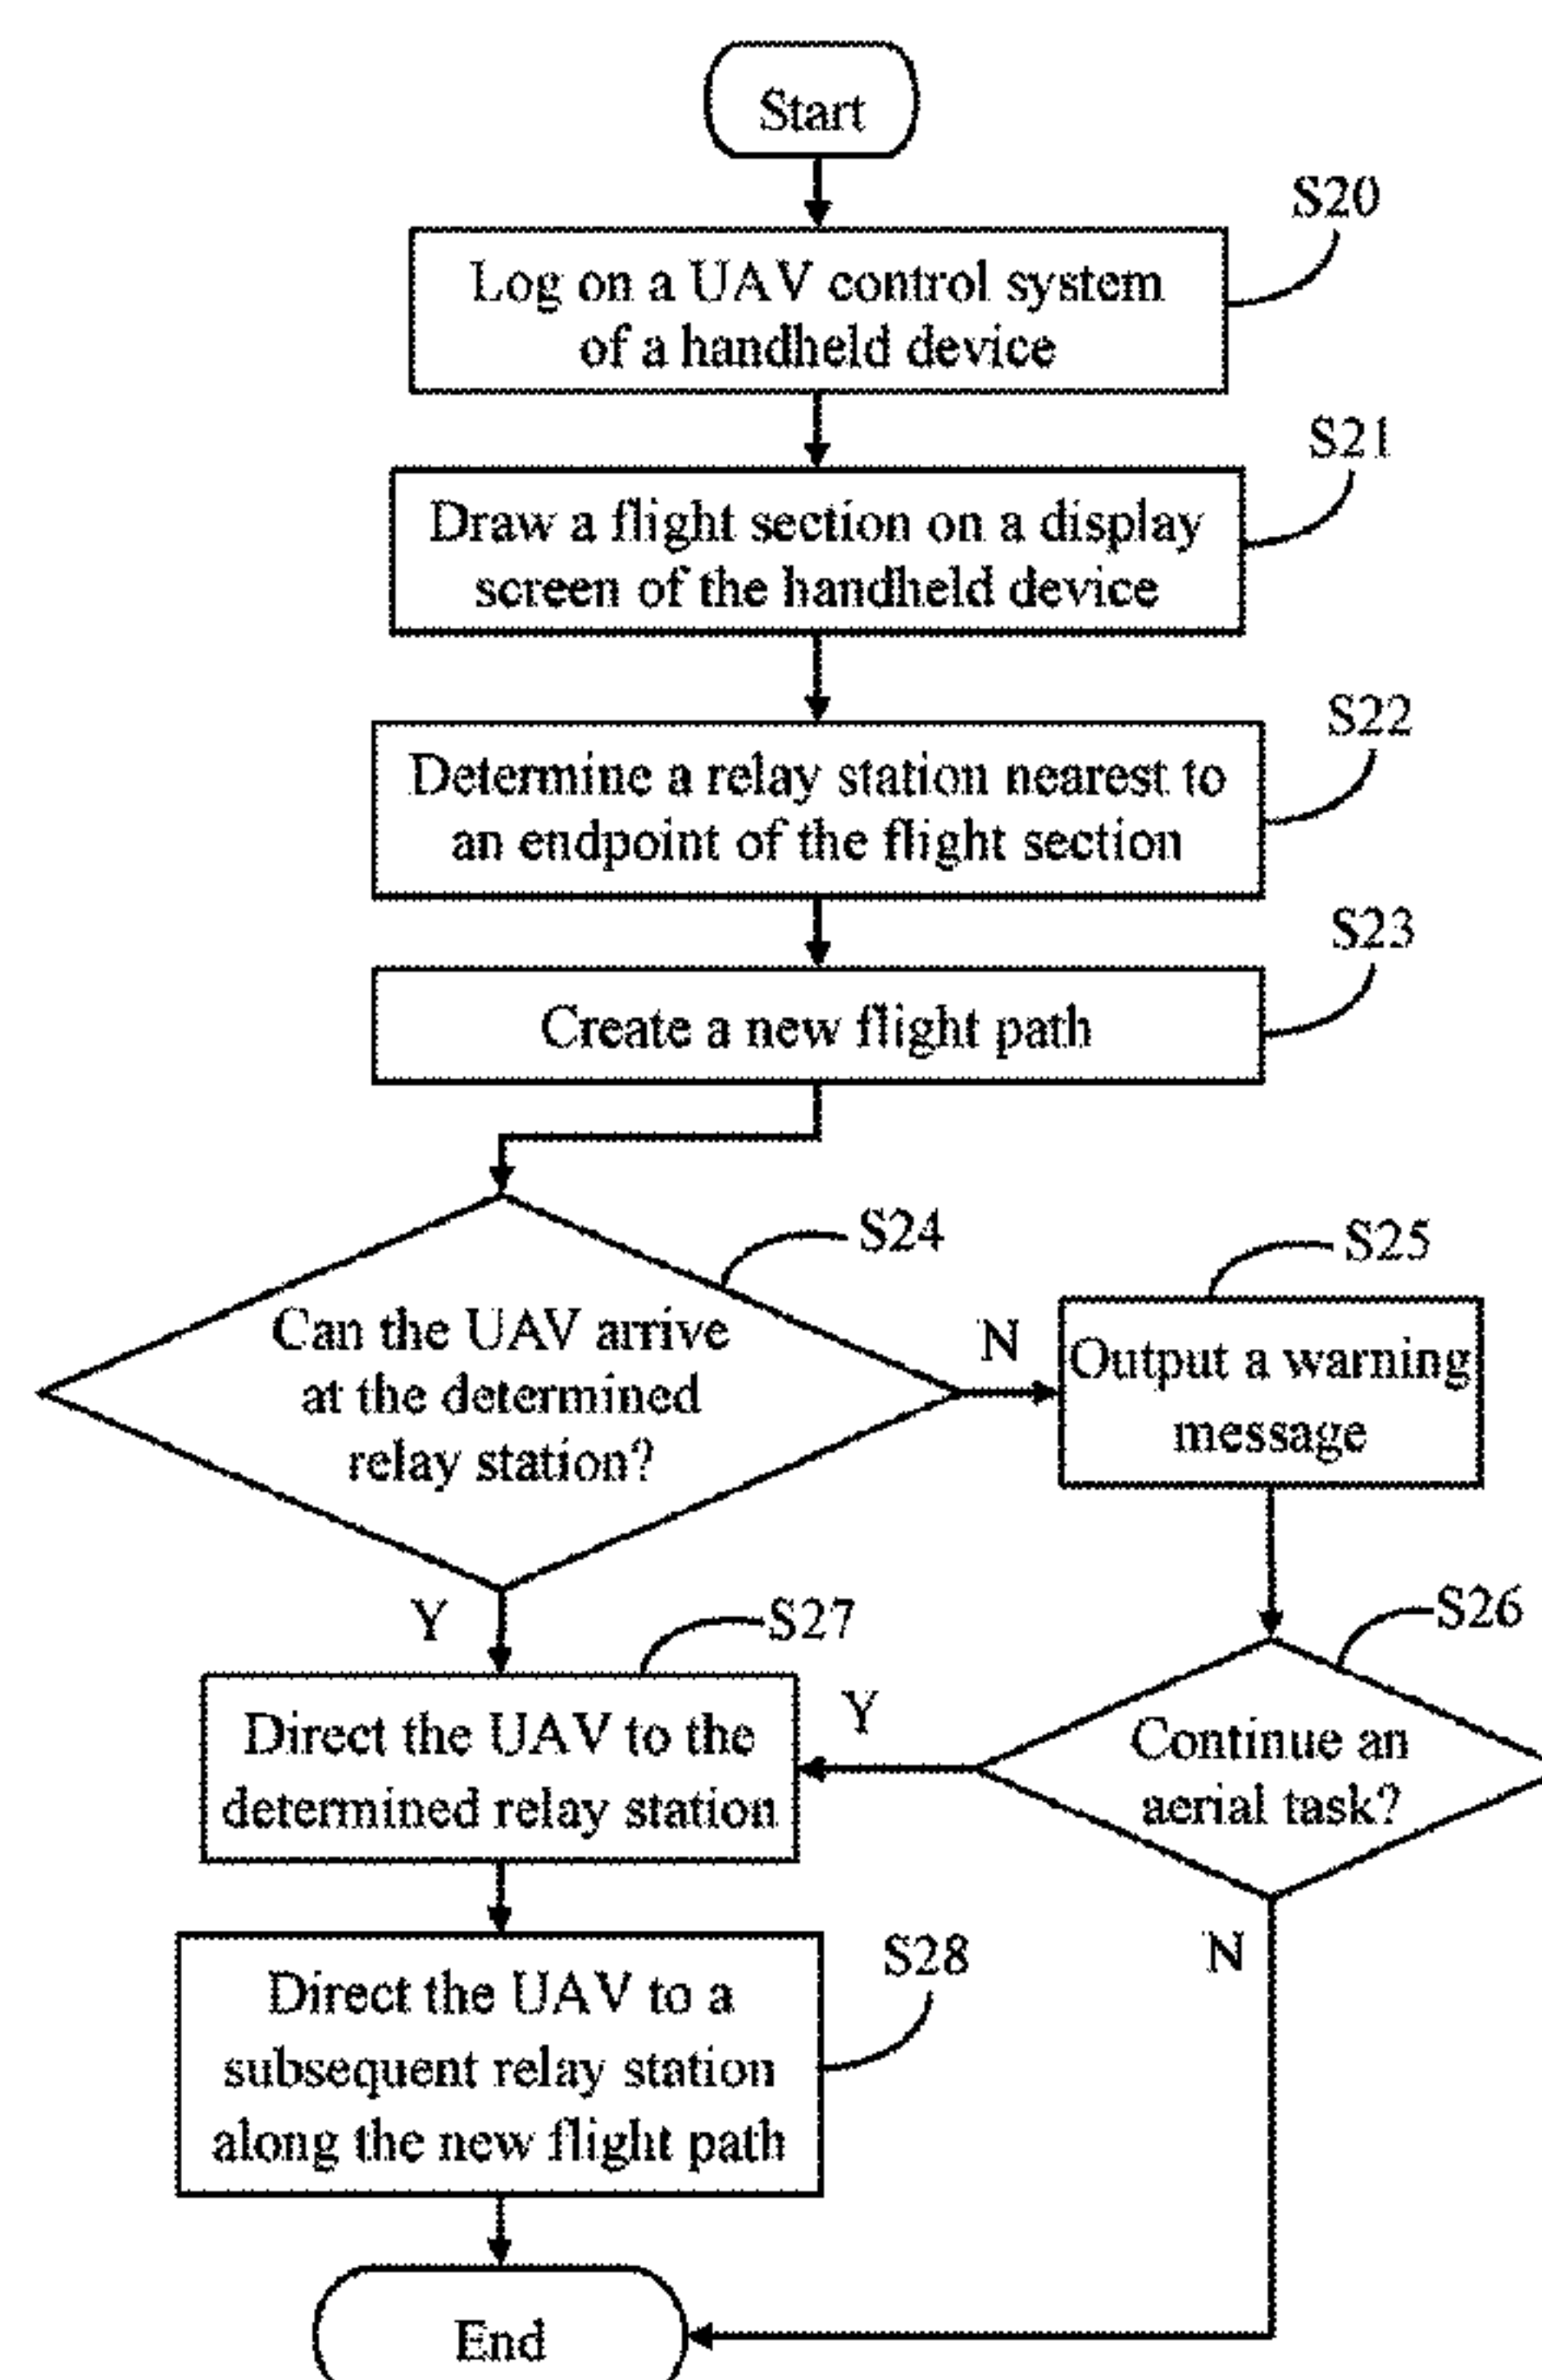 Start
S20
Log on a UAV control system
of a handheld device
S21
Draw a flight section on a display
screen of the handheld device
S22
Determine a relay station nearest to
an endpoint of the flight section
S23
Create a new flight path
S24
Can the UAV arrive
at the determined
relay station?
N
S25
Output a warning
message
Y
S27
Direct the UAV to the
determined relay station
Y
S26
Continue an
aerial task?
N
S28
Direct the UAV to a
subsequent relay station
along the new flight path
End